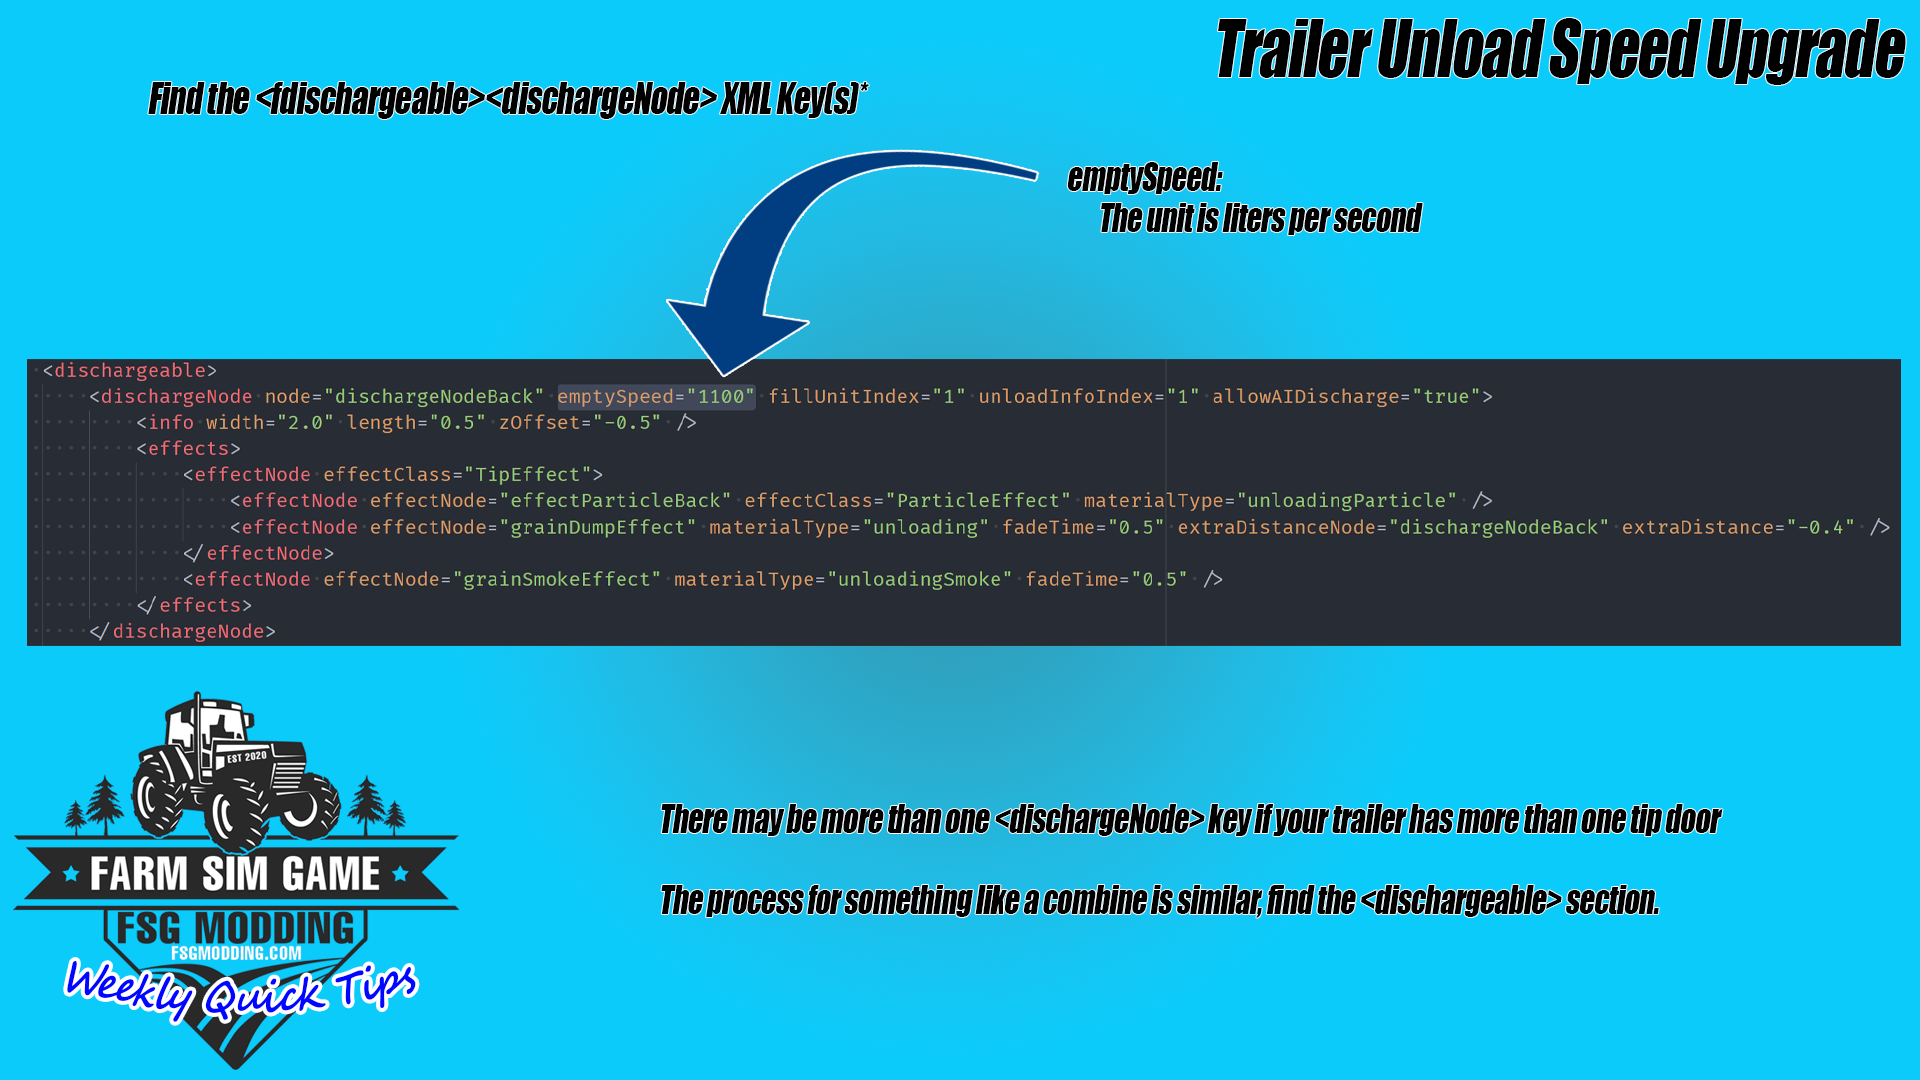 Trailer Unload Speed Upgrade
Find the <fdischargeable><dischargeNode> XML Key(s)*
emptySpeed:
The unit is liters per second
<dischargeable>
<dischargeNode node="dischargeNodeBack" emptySpeed="1100" fillUnitIndex="1" unloadInfoIndex="1" allowAIDischarge="true">
<info width="2.0" length="0.5" zOffset="-0.5" />
<effects>
<effectNode effectClass="TipEffect">
<effectNode effectNode="effectParticleBack" effectClass="ParticleEffect" materialType="unloadingParticle" />
<effectNode effectNode="grainDumpEffect" materialType="unloading" fadeTime="0.5" extraDistanceNode="dischargeNodeBack" extraDistance="-0.4" />
</effectNode>
<effectNode effectNode="grainSmokeEffect" materialType="unloadingSmoke" fadeTime="0.5" />
</effects>
</dischargeNode>
There may be more than one <dischargeNode> key if your trailer has more than one tip door
The process for something like a combine is similar, find the <dischargeable> section.
EST 2020
FARM SIM GAME
FSG MODDING
FSGMODDING.COM
Weekly Quick Tips